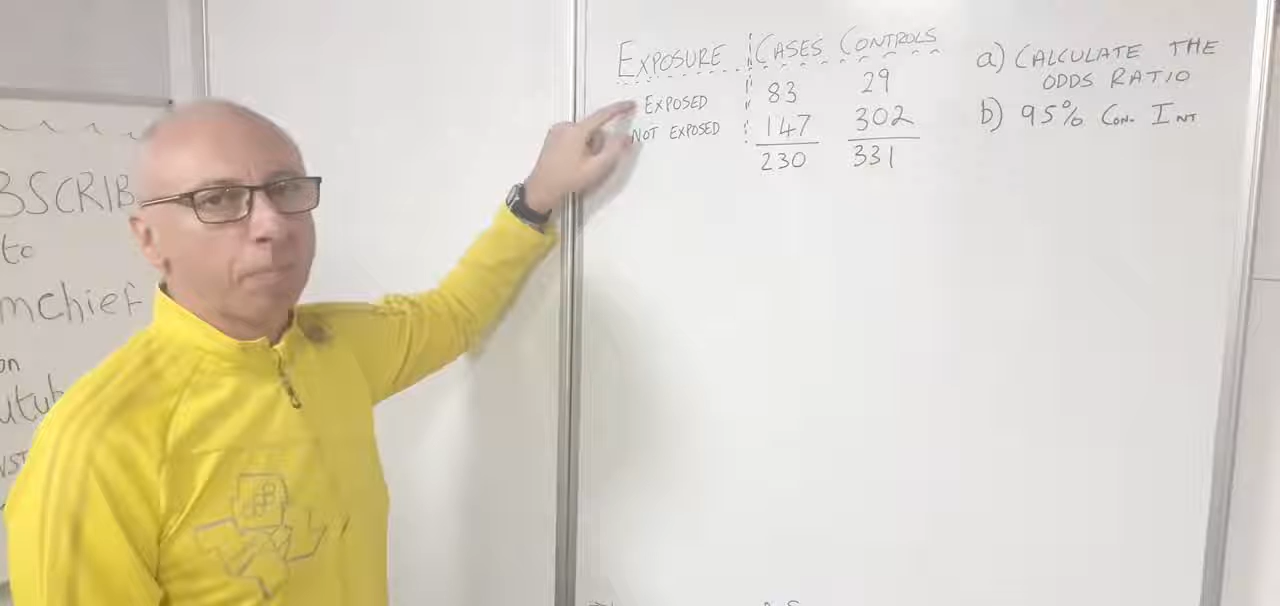 BSCRIB
to
mchief
on
utub
EXPOSURE CASES CONTROLS
EXPOSED 83 29
NOT EXPOSED 147 302
230 331
a) CALCULATE THE
ODDS RATIO
b) 95% CON. INT